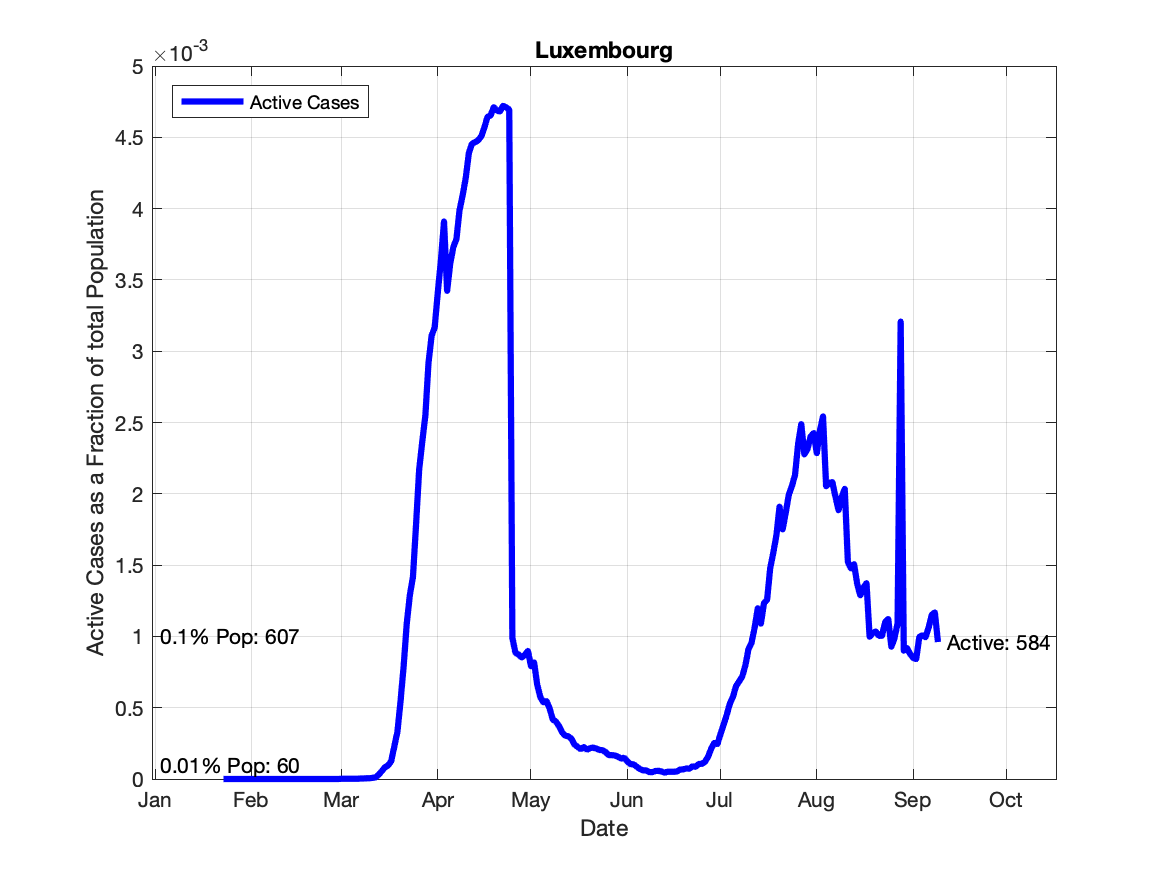 Luxembourg
×10-3
Active Cases
Active Cases as a Fraction of total Population
5
4.5
4
3.5
3
2.5
2
1.5
1
0.5
0
0.1% Pop: 607
0.01% Pop: 60
Active: 584
Jan Feb Mar Apr May Jun Jul Aug Sep Oct
Date